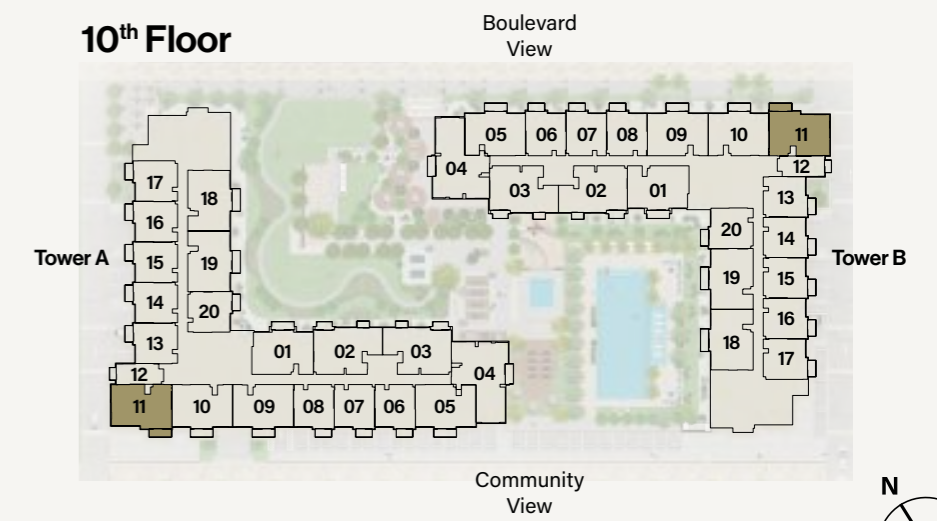 10th Floor
Boulevard
View
05 06 07 08 09 10 11
04
12
03 02 01
13
17
18
16
20
14
Tower A
15
19
Tower B
19
15
14
20
16
13
01 02 03
18
17
12
04
11 10 09 08 07 06 05
Community
View
N